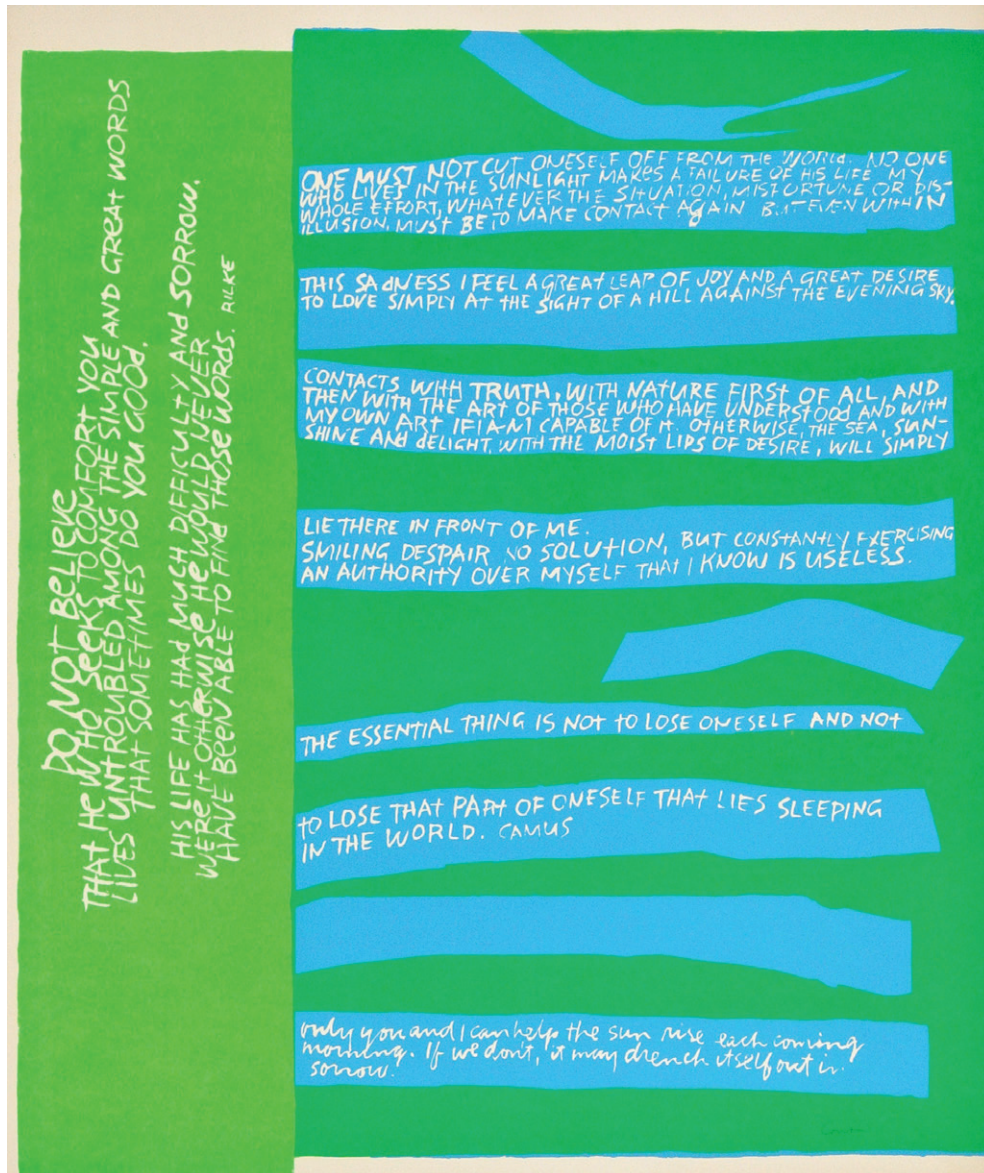 DO NOT BELIEVE
THAT HE WHO SEEKS TO COMFORT YOU
LIVES UNTROUBLED AMONG THE SIMPLE AND GREAT WORDS
THAT SOMETIMES DO YOU GOOD.
HIS LIFE HAS HAD MUCH DIFFICULTY AND SORROW.
WERE IT OTHERWISE HE WOULD NEVER
HAVE BEEN ABLE TO FIND THOSE WORDS. RILKE
ONE MUST NOT CUT ONESELF OFF FROM THE WORLD. NO ONE
WHO LIVES IN THE SUNLIGHT MAKES A FAILURE OF HIS LIFE MY
WHOLE EFFORT, WHATEVER THE SITUATION, MISFORTUNE OR DIS-
ILLUSION, MUST BE TO MAKE CONTACT AGAIN BUT EVEN WITHIN
THIS SADNESS I FEEL A GREAT LEAP OF JOY AND A GREAT DESIRE
TO LOVE SIMPLY AT THE SIGHT OF A HILL AGAINST THE EVENING SKY.
CONTACTS WITH TRUTH, WITH NATURE FIRST OF ALL, AND
THEN WITH THE ART OF THOSE WHO HAVE UNDERSTOOD AND WITH
MY OWN ART IF I AM CAPABLE OF IT. OTHERWISE, THE SEA, SUN-
SHINE AND DELIGHT, WITH THE MOIST LIPS OF DESIRE, WILL SIMPLY
LIE THERE IN FRONT OF ME.
SMILING DESPAIR NO SOLUTION, BUT CONSTANTLY EXERCISING
AN AUTHORITY OVER MYSELF THAT I KNOW IS USELESS.
THE ESSENTIAL THING IS NOT TO LOSE ONESELF AND NOT
TO LOSE THAT PART OF ONESELF THAT LIES SLEEPING
IN THE WORLD. CAMUS
only you and I can help the sun rise each coming
morning. If we don't, it may drench itself out in
sorrow.